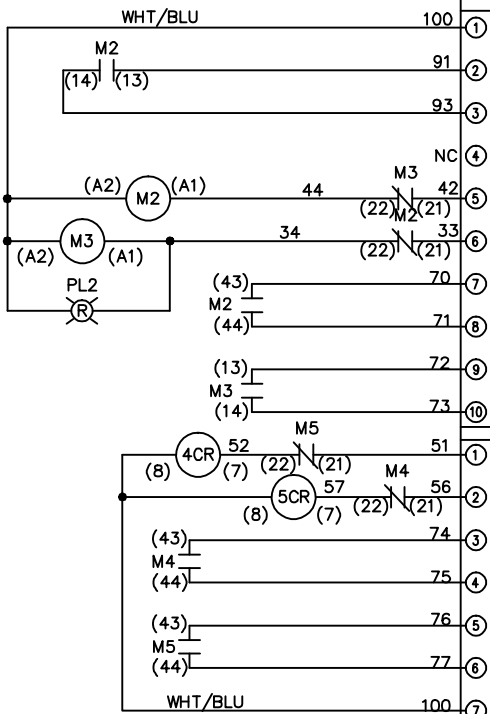 WHT/BLU 100 1
M2 91 2
(14) (13)
93 3
NC 4
(A2) M2 (A1) 44 M3 42 5
(22) (21)
(A2) M3 (A1) 34 M2 33 6
(22) (21)
PL2
R
(43) 70 7
M2
(44) 71 8
(13) 72 9
M3
(14) 73 10
M5
(8) 4CR (7) 52 (22) (21) 51 1
M4
(8) 5CR (7) 57 (22) (21) 56 2
(43) 74 3
M4
(44) 75 4
(43) 76 5
M5
(44) 77 6
WHT/BLU 100 7